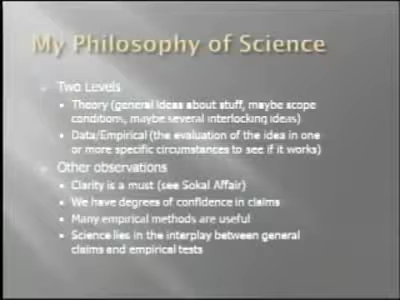 My Philosophy of Science
Two Levels
Theory (general ideas about stuff, maybe scope
conditions, maybe several interlocking ideas)
Data/Empirical (the evaluation of the idea in one
or more specific circumstances to see if it works)
Other observations
Clarity is a must (see Sokal Affair)
We have degrees of confidence in claims
Many empirical methods are useful
Science lies in the interplay between general
claims and empirical tests